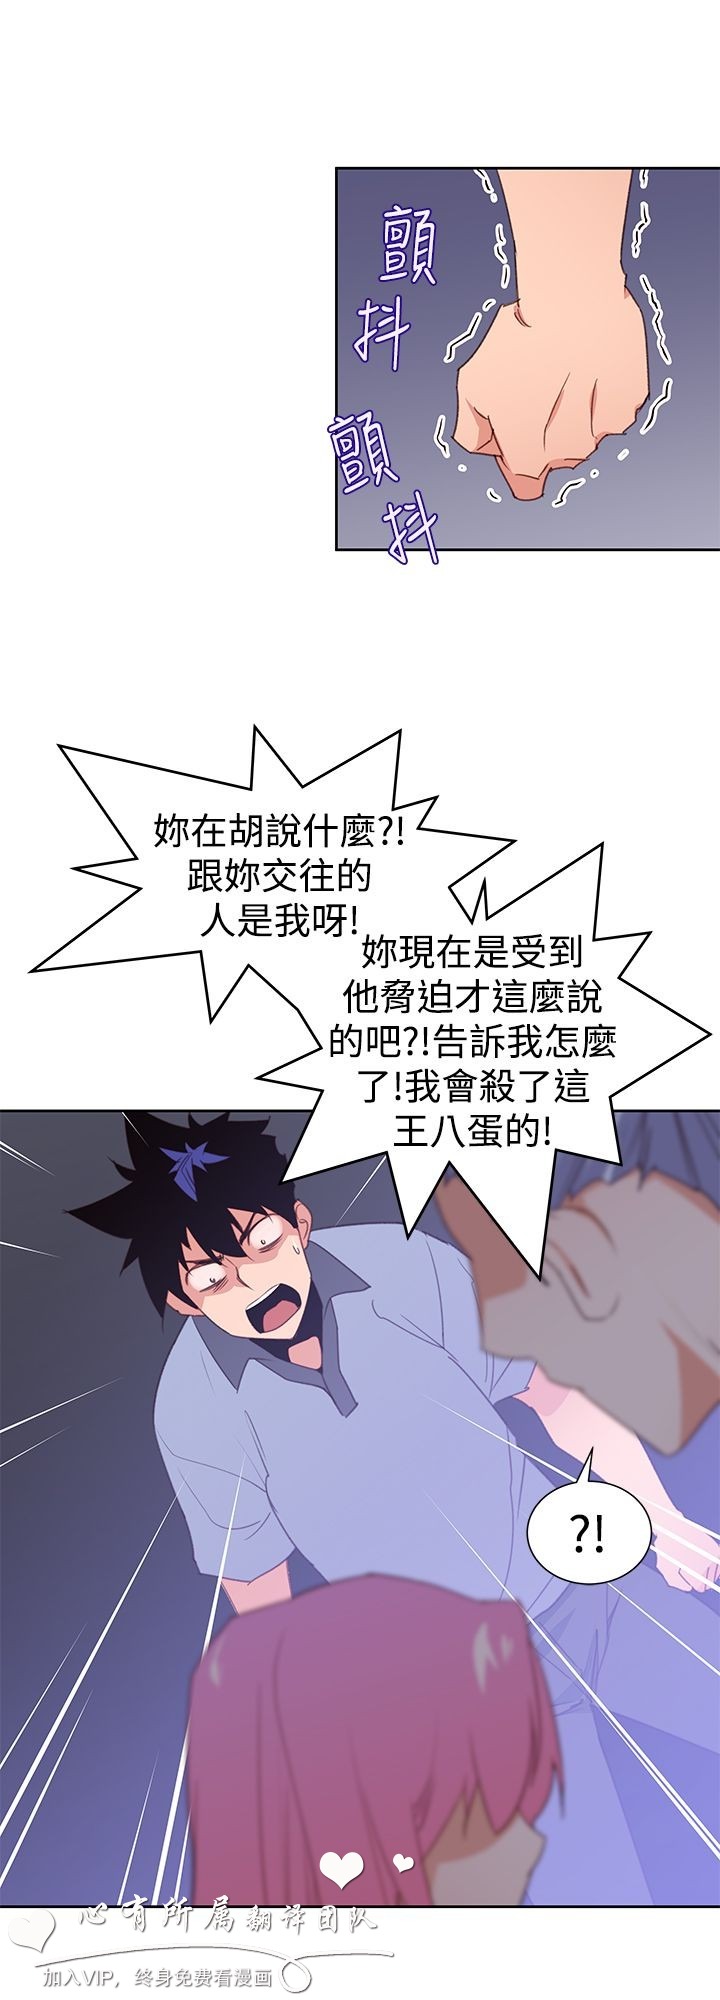 顫
抖
顫
抖
妳在胡說什麼?!
跟妳交往的
人是我呀!
妳現在是受到
他脅迫才這麼說
的吧?!告訴我怎麼
了!我會殺了這
王八蛋的!
?!
心有所属翻译团队
加入VIP，终身免费看漫画